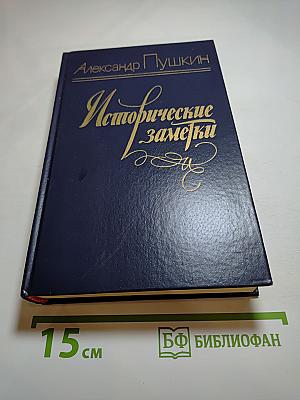 Александр Пушкин
Исторические
заметки
15 см
БФ БИБЛИОФАН